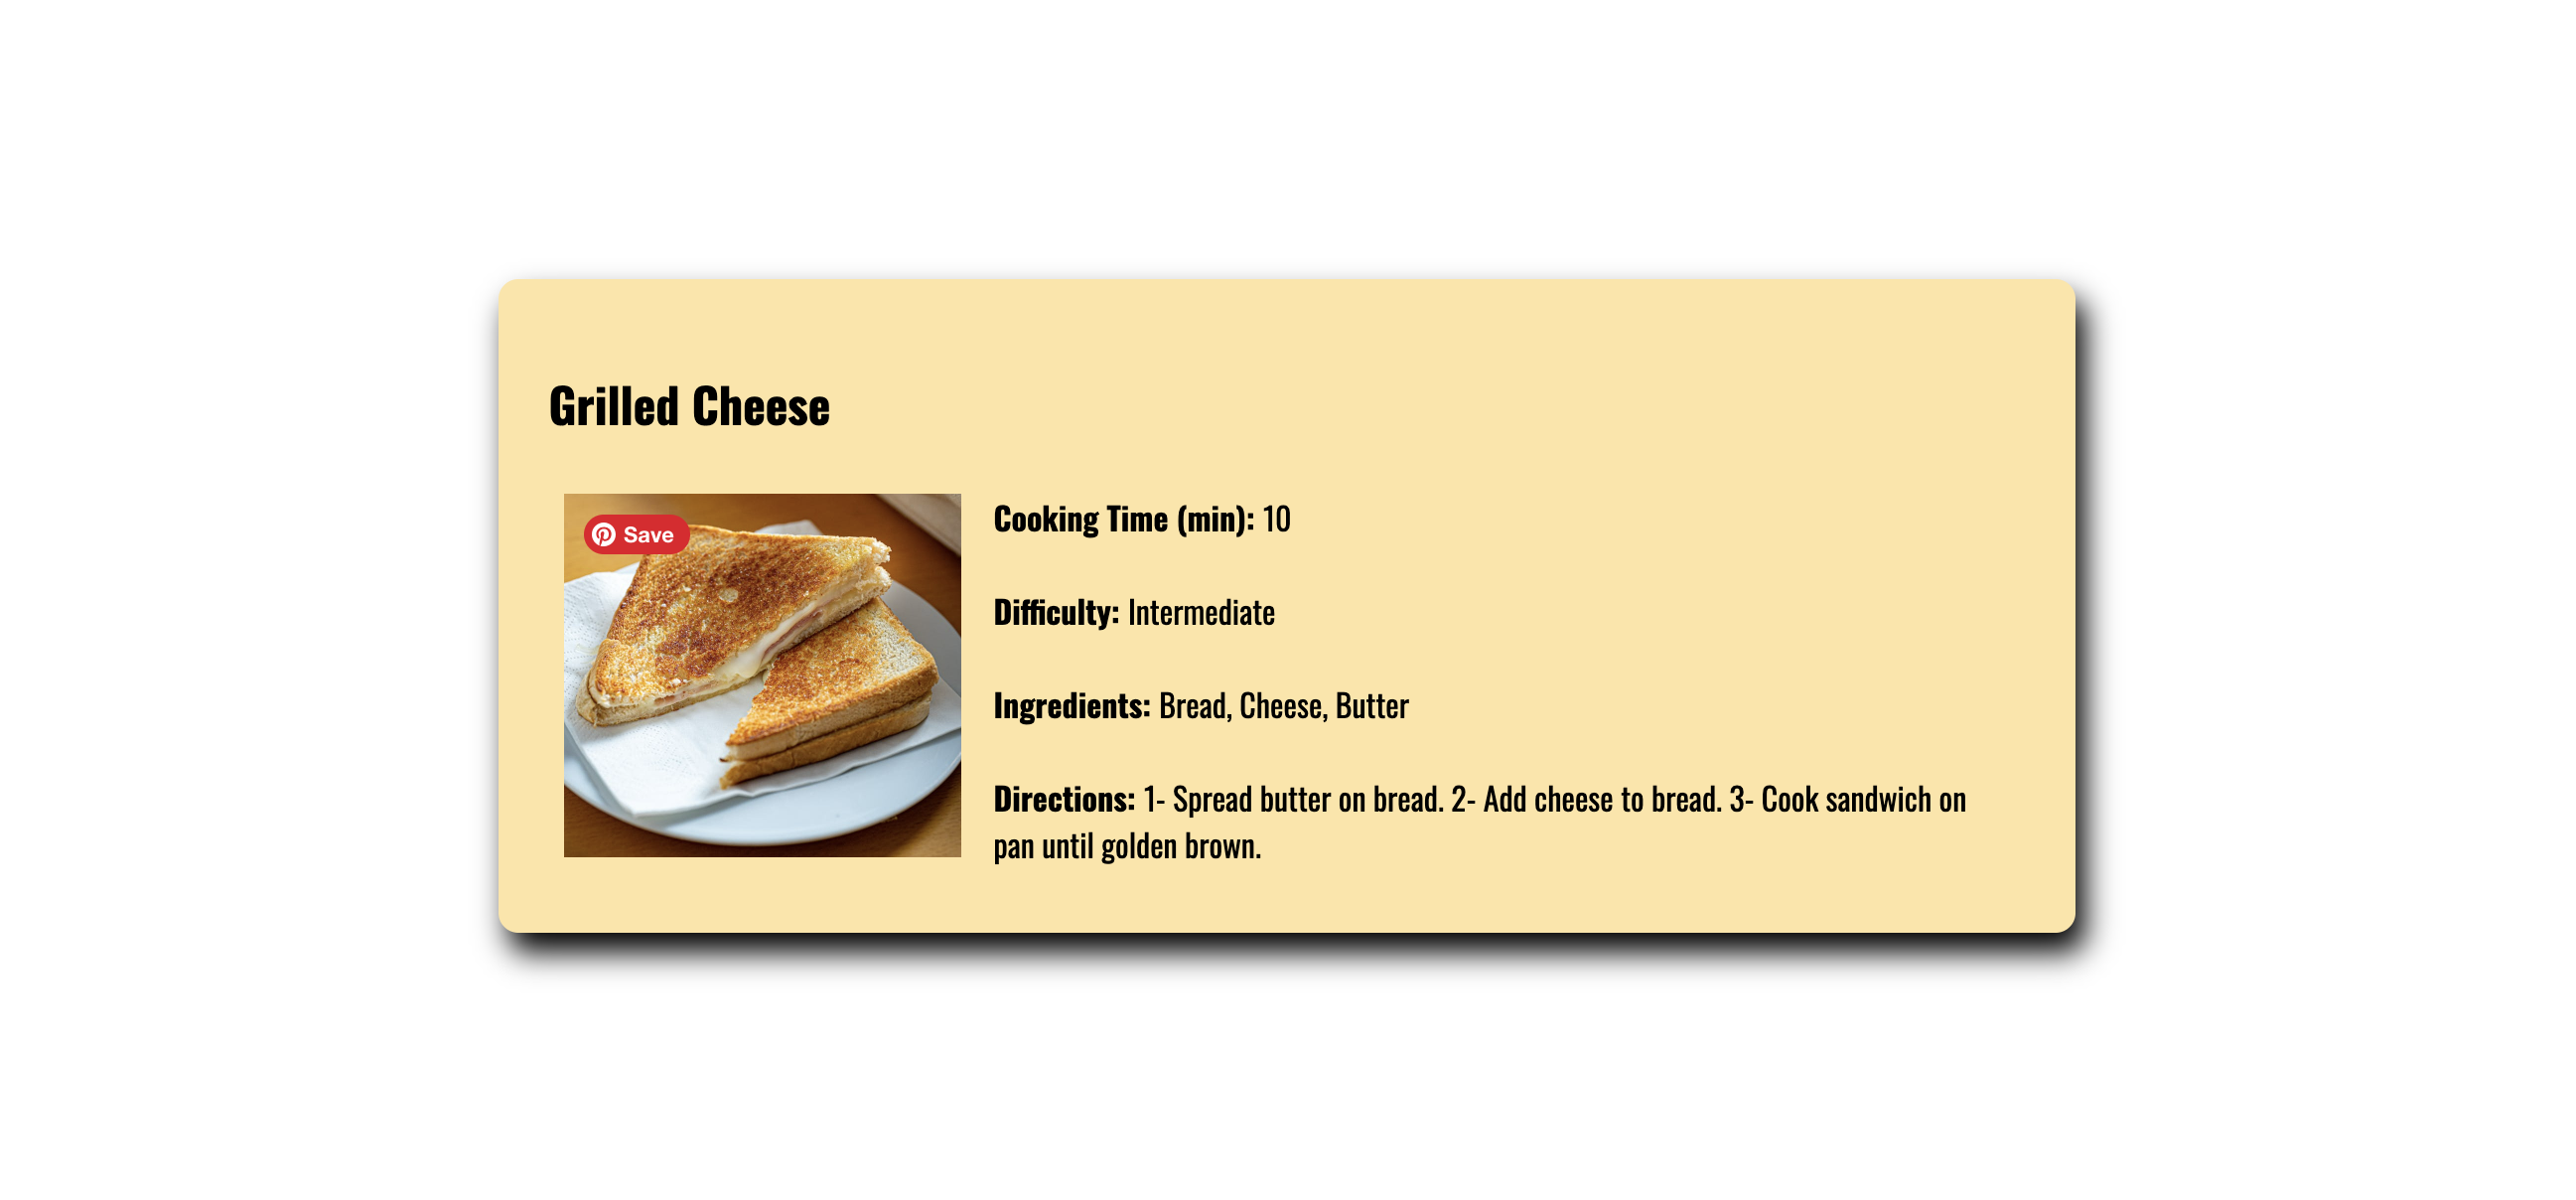 Grilled Cheese
Save
Cooking Time (min): 10
Difficulty: Intermediate
Ingredients: Bread, Cheese, Butter
Directions: 1- Spread butter on bread. 2- Add cheese to bread. 3- Cook sandwich on
pan until golden brown.